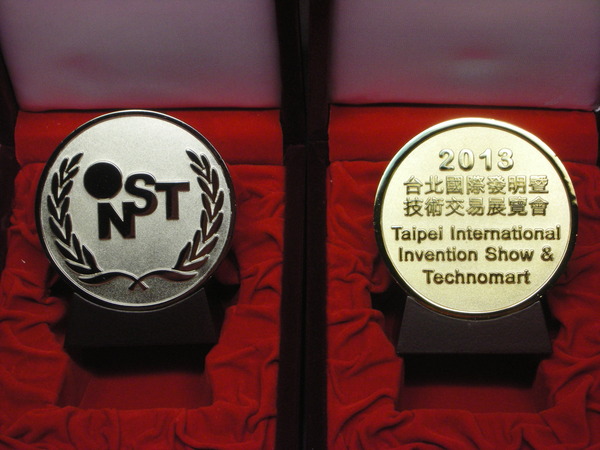 INST
2013
台北國際發明暨
技術交易展覽會
Taipei International
Invention Show &
Technomart